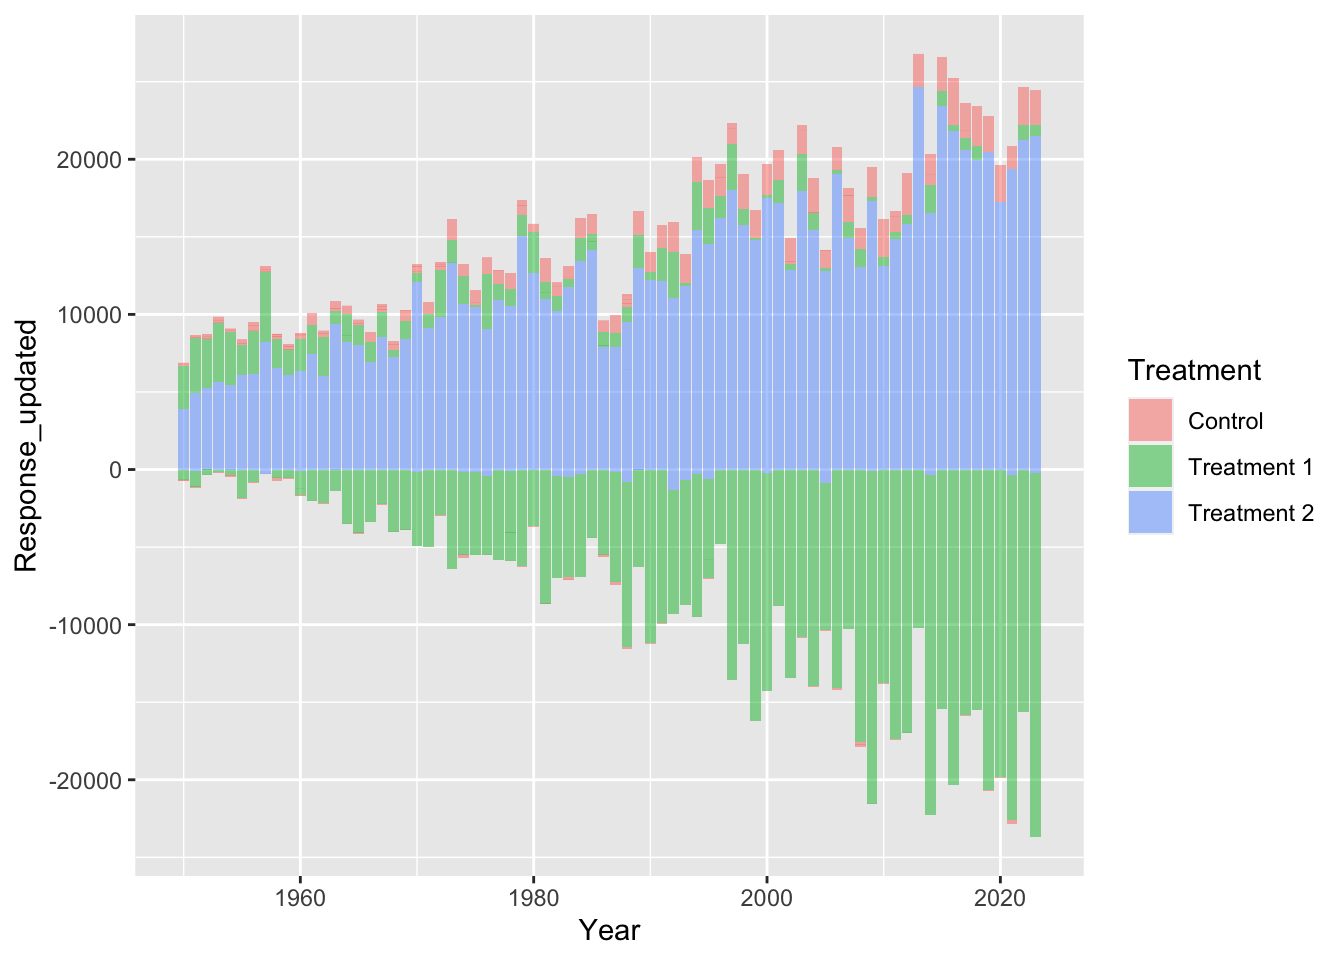 20000
10000
0
-10000
-20000
Response_updated
1960
1980
2000
2020
Year
Treatment
Control
Treatment 1
Treatment 2